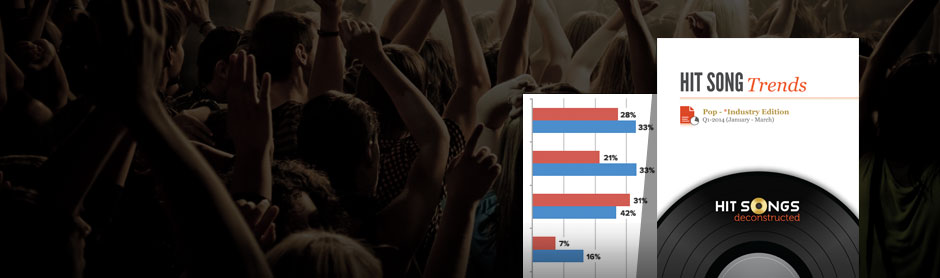 HIT SONG Trends
Pop - *Industry Edition
Q1-2014 (January - March)
28%
33%
21%
33%
31%
42%
7%
16%
HIT SONGS
deconstructed